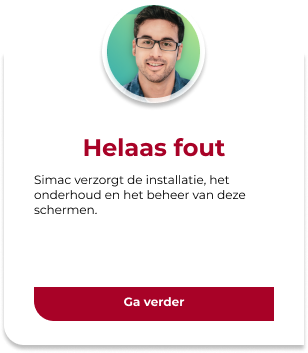 Helaas fout
Simac verzorgt de installatie, het
onderhoud en het beheer van deze
schermen.
Ga verder